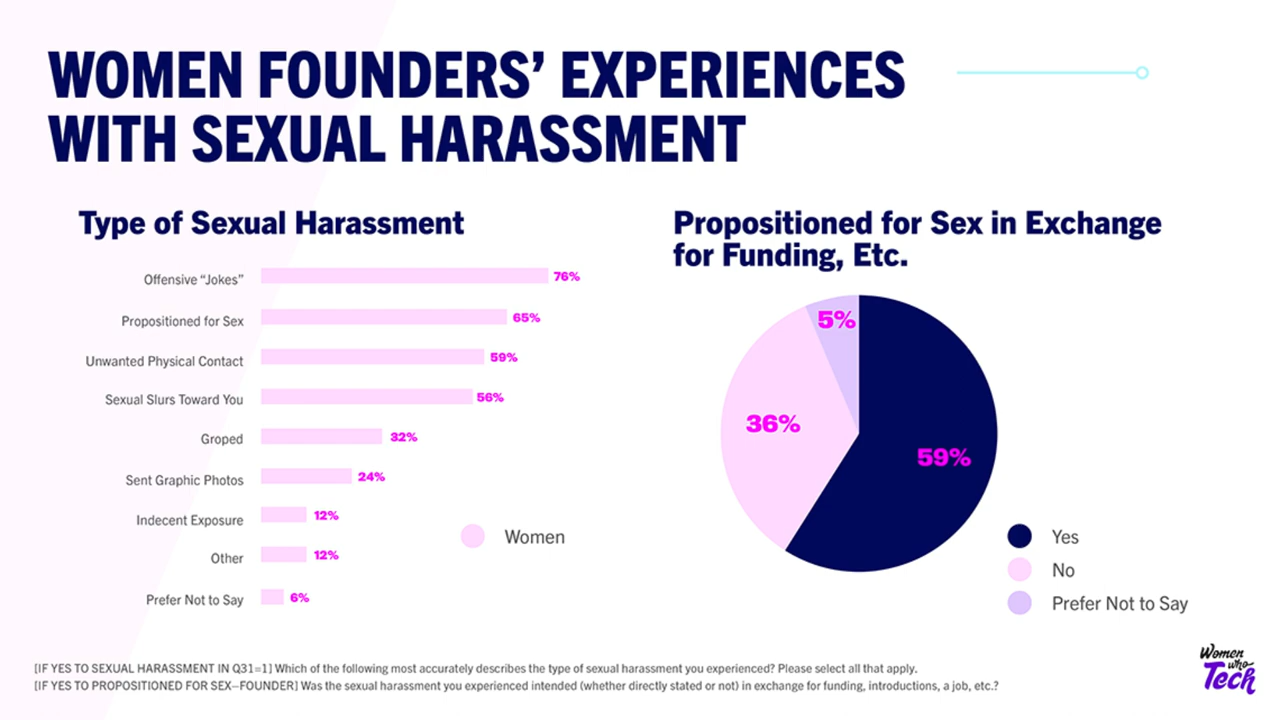 WOMEN FOUNDERS’ EXPERIENCES
WITH SEXUAL HARASSMENT
Type of Sexual Harassment
Offensive “Jokes” 76%
Propositioned for Sex 65%
Unwanted Physical Contact 59%
Sexual Slurs Toward You 56%
Groped 32%
Sent Graphic Photos 24%
Indecent Exposure 12%
Other 12%
Prefer Not to Say 6%
Women
Propositioned for Sex in Exchange
for Funding, Etc.
5%
36%
59%
Yes
No
Prefer Not to Say
[IF YES TO SEXUAL HARASSMENT IN Q31=1] Which of the following most accurately describes the type of sexual harassment you experienced? Please select all that apply.
[IF YES TO PROPOSITIONED FOR SEX–FOUNDER] Was the sexual harassment you experienced intended (whether directly stated or not) in exchange for funding, introductions, a job, etc.?
Women
who
Tech